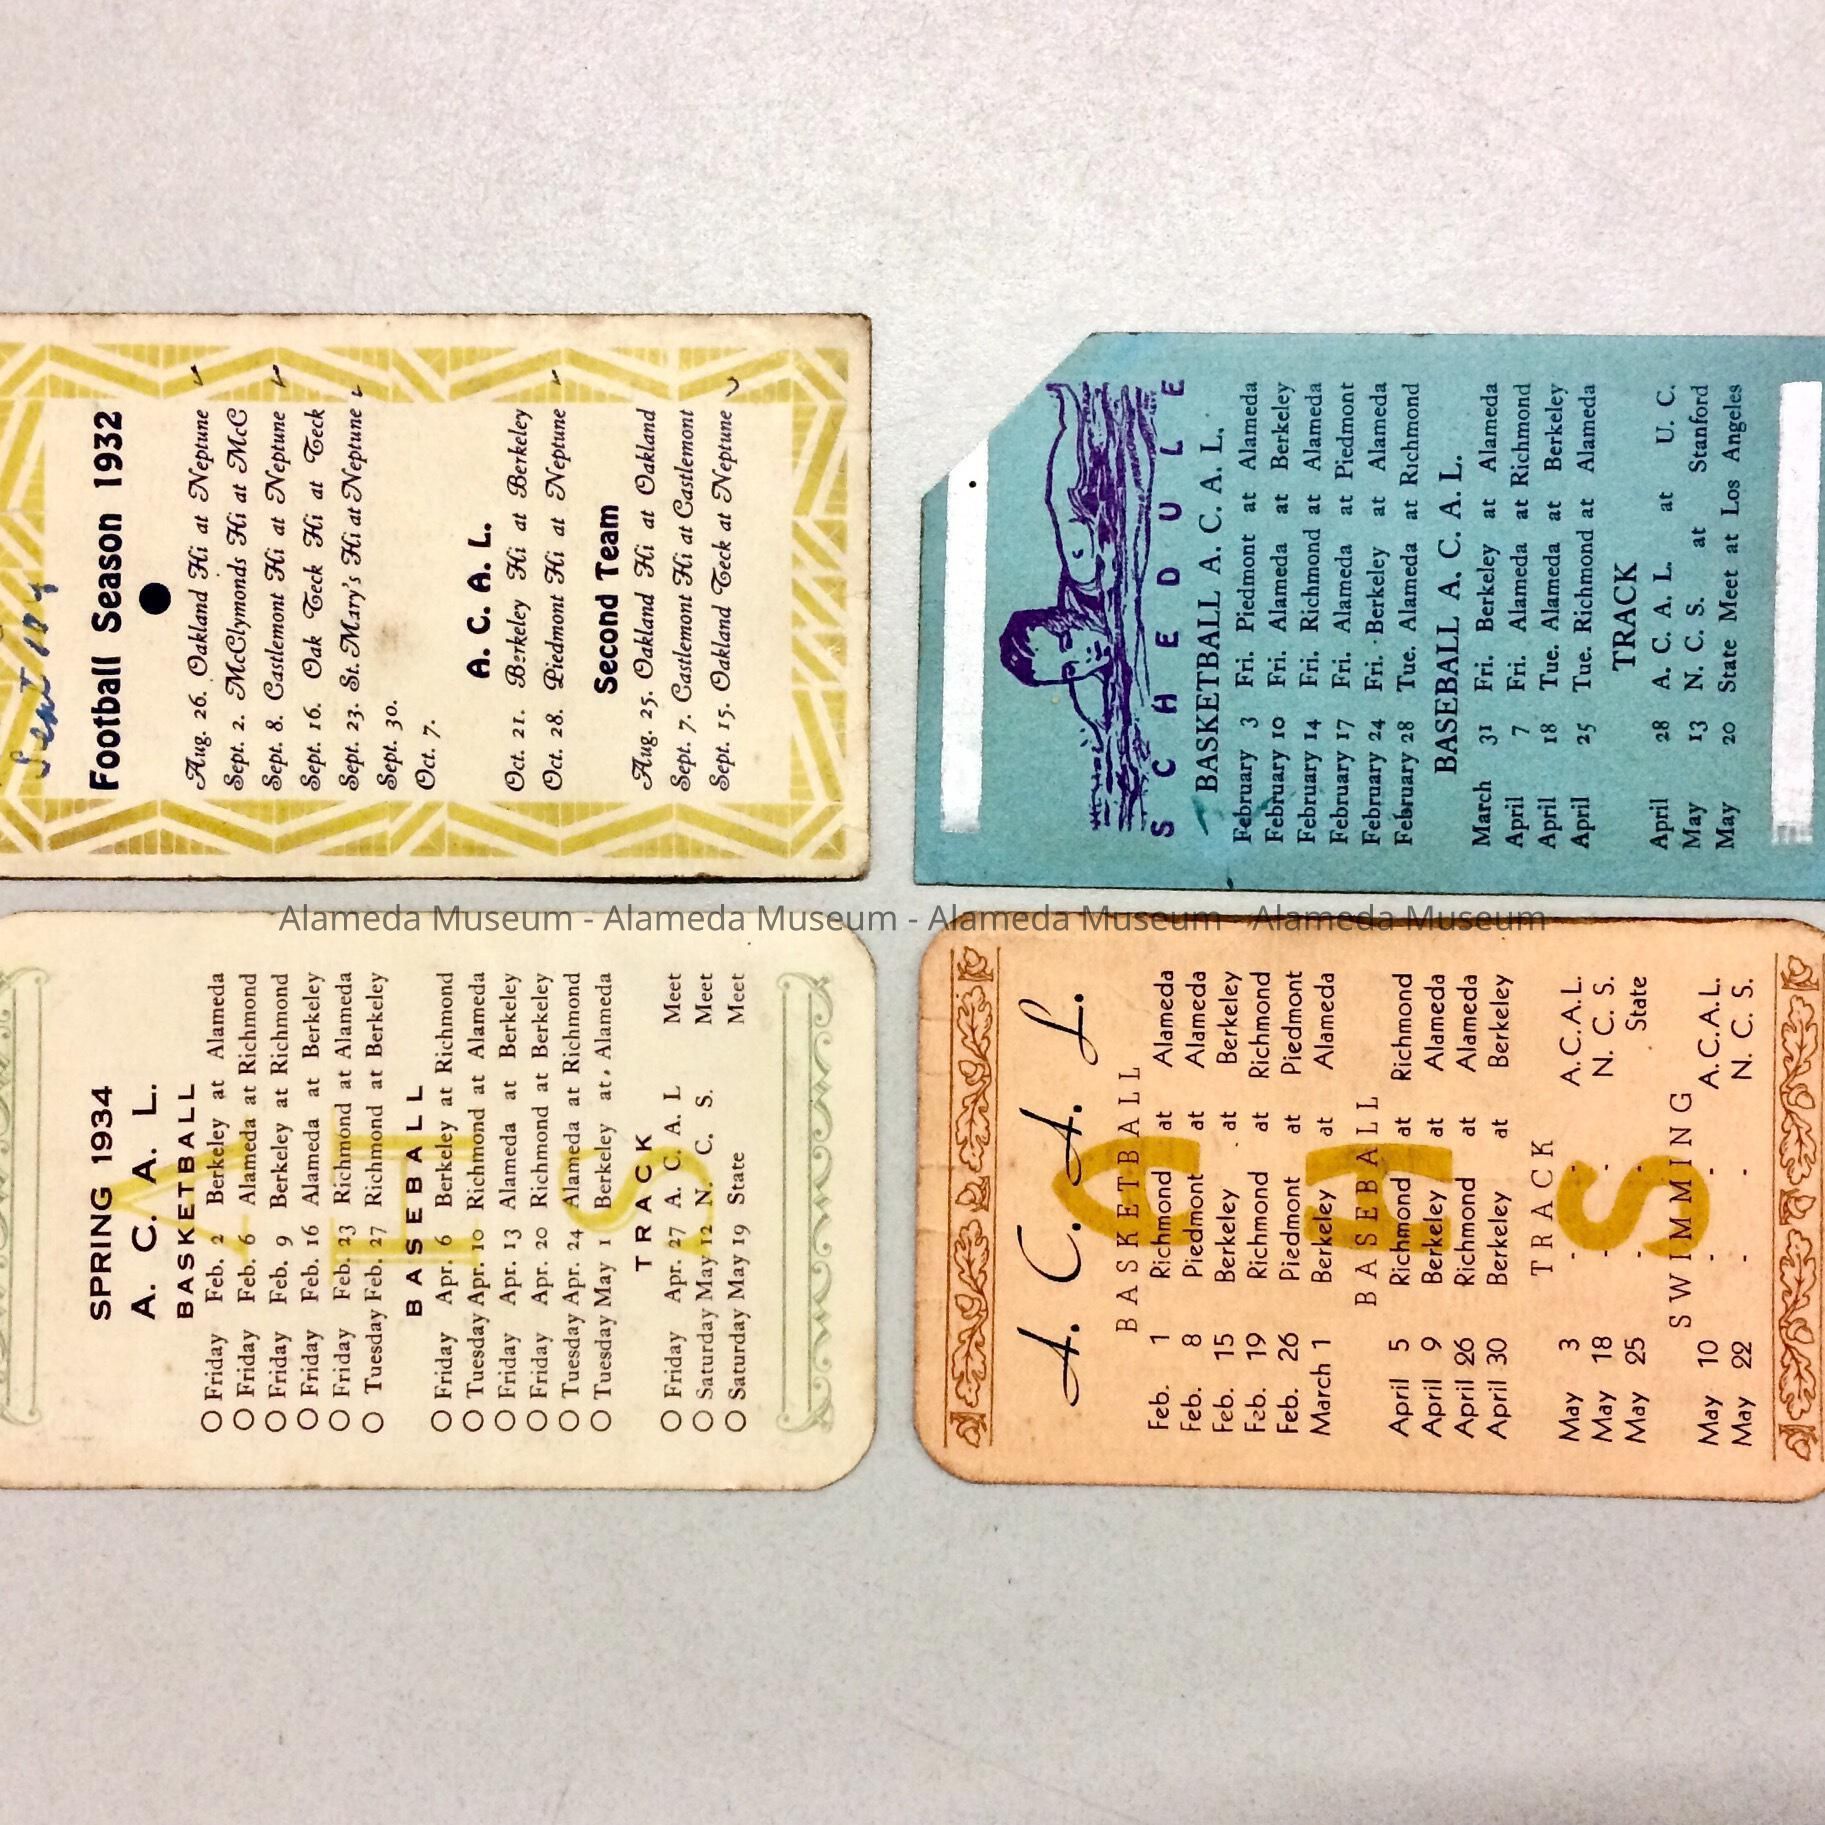 Seat 104
Football Season 1932
Aug. 26. Oakland Hi at Neptune
Sept. 2. McClymonds Hi at McC
Sept. 8. Castlemont Hi at Neptune
Sept. 16. Oak Teck Hi at Teck
Sept. 23. St. Mary's Hi at Neptune
Sept. 30.
Oct. 7.
A. C. A. L.
Oct. 21. Berkeley Hi at Berkeley
Oct. 28. Piedmont Hi at Neptune
Second Team
Aug. 25. Oakland Hi at Oakland
Sept. 7. Castlemont Hi at Castlemont
Sept. 15. Oakland Teck at Neptune
SCHEDULE
BASKETBALL A. C. A. L.
February 3 Fri. Piedmont at Alameda
February 10 Fri. Alameda at Berkeley
February 14 Fri. Richmond at Alameda
February 17 Fri. Alameda at Piedmont
February 24 Fri. Berkeley at Alameda
February 28 Tue. Alameda at Richmond
BASEBALL A. C. A. L.
March 31 Fri. Berkeley at Alameda
April 7 Fri. Alameda at Richmond
April 18 Tue. Alameda at Berkeley
April 25 Tue. Richmond at Alameda
TRACK
April 28 A. C. A. L. at U. C.
May 13 N. C. S. at Stanford
May 20 State Meet at Los Angeles
Alameda Museum - Alameda Museum - Alameda Museum - Alameda Museum
SPRING 1934
A. C. A. L.
BASKETBALL
Friday Feb. 2 Berkeley at Alameda
Friday Feb. 6 Alameda at Richmond
Friday Feb. 9 Berkeley at Richmond
Friday Feb. 16 Alameda at Berkeley
Friday Feb. 23 Richmond at Alameda
Tuesday Feb. 27 Richmond at Berkeley
BASEBALL
Friday Apr. 6 Berkeley at Richmond
Tuesday Apr. 10 Richmond at Alameda
Friday Apr. 13 Alameda at Berkeley
Friday Apr. 20 Richmond at Berkeley
Tuesday Apr. 24 Alameda at Richmond
Tuesday May 1 Berkeley at Alameda
TRACK
Friday Apr. 27 A. C. A. L Meet
Saturday May 12 N. C. S. Meet
Saturday May 19 State Meet
AHS
A. C. A. L.
BASKETBALL
Feb. 1 Richmond at Alameda
Feb. 8 Piedmont at Alameda
Feb. 15 Berkeley at Berkeley
Feb. 19 Richmond at Richmond
Feb. 26 Piedmont at Piedmont
March 1 Berkeley at Alameda
BASEBALL
April 5 Richmond at Richmond
April 9 Berkeley at Alameda
April 26 Richmond at Alameda
April 30 Berkeley at Berkeley
TRACK
May 3 - - A.C.A.L.
May 18 - - N. C. S.
May 25 - - State
SWIMMING
May 10 - - A.C.A.L.
May 22 - - N. C. S.
AHS